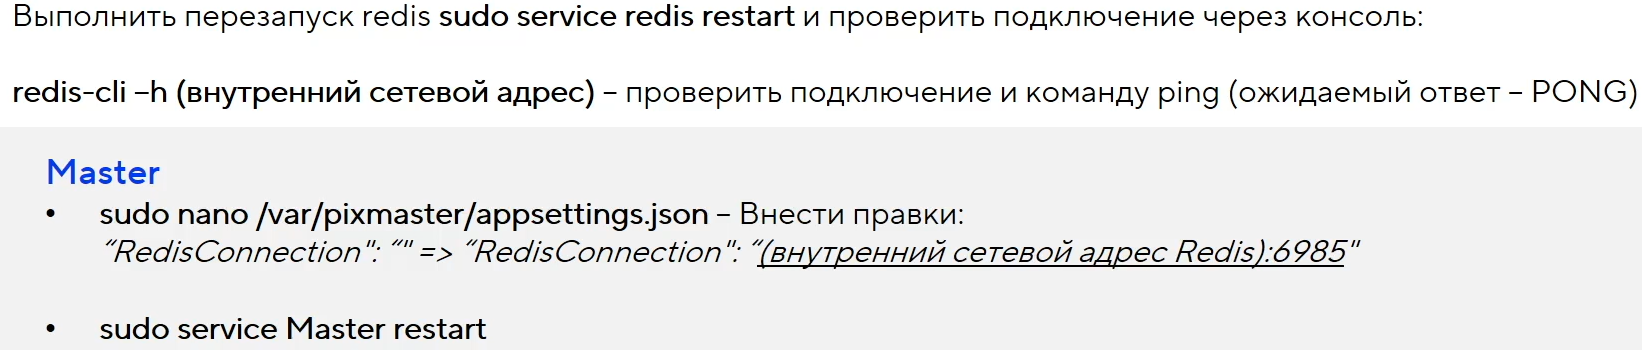 Выполнить перезапуск redis sudo service redis restart и проверить подключение через консоль:
redis-cli –h (внутренний сетевой адрес) – проверить подключение и команду ping (ожидаемый ответ – PONG)
Master
• sudo nano /var/pixmaster/appsettings.json – Внести правки:
“RedisConnection": “" => “RedisConnection": “(внутренний сетевой адрес Redis):6985"
• sudo service Master restart